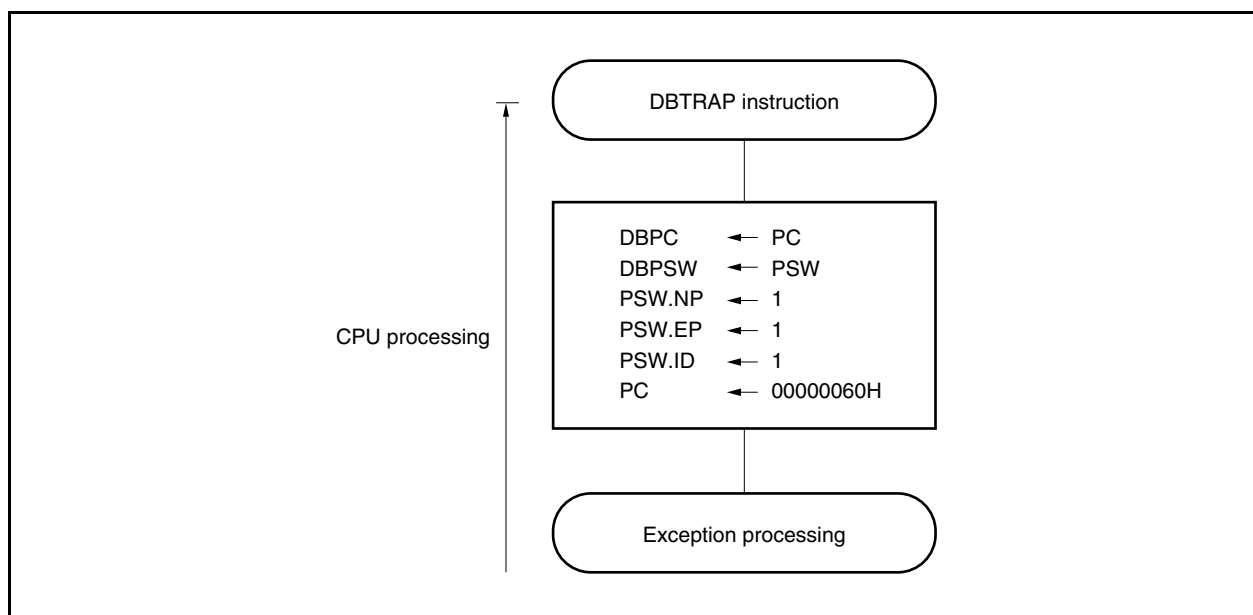 DBTRAP instruction
DBPC ← PC
DBPSW ← PSW
PSW.NP ← 1
PSW.EP ← 1
PSW.ID ← 1
PC ← 00000060H
CPU processing
Exception processing